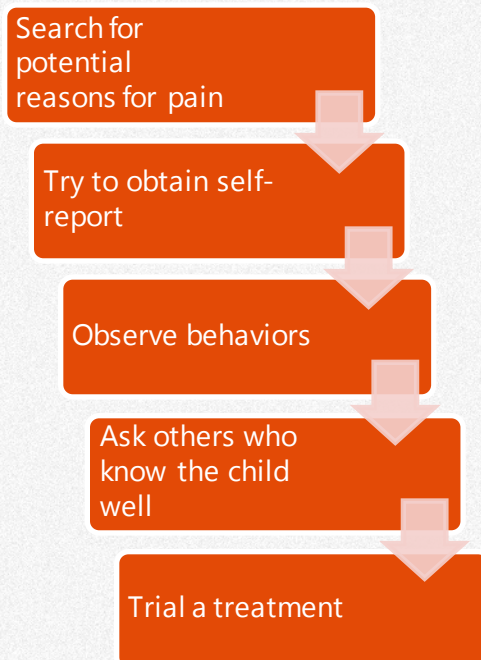 Search for
potential
reasons for pain
Try to obtain self-
report
Observe behaviors
Ask others who
know the child
well
Trial a treatment